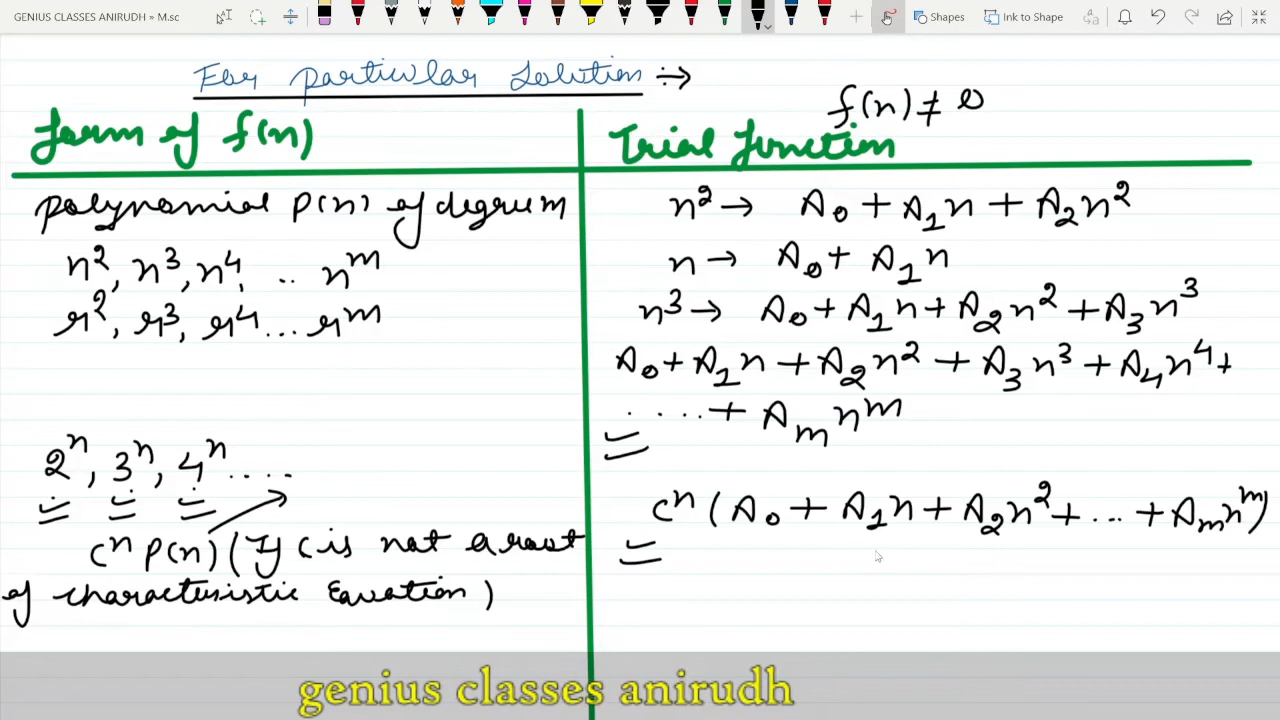 GENIUS CLASSES ANIRUDH » M.sc
Shapes
Ink to Shape
For particular Solution :→
f(n) ≠ 0
form of f(n)
Trial function
polynomial P(n) of degree m
n², n³, n⁴, .. nᵐ
r², r³, r⁴ ... rᵐ
2ⁿ, 3ⁿ, 4ⁿ ....
cⁿ P(n) (If C is not a root
of characteristic Equation)
n² → A₀ + A₁n + A₂n²
n → A₀ + A₁n
n³ → A₀ + A₁n + A₂n² + A₃n³
A₀ + A₁n + A₂n² + A₃n³ + A₄n⁴ +
..... + Aₘnᵐ
cⁿ (A₀ + A₁n + A₂n² + ... + Aₘnᵐ)
genius classes anirudh